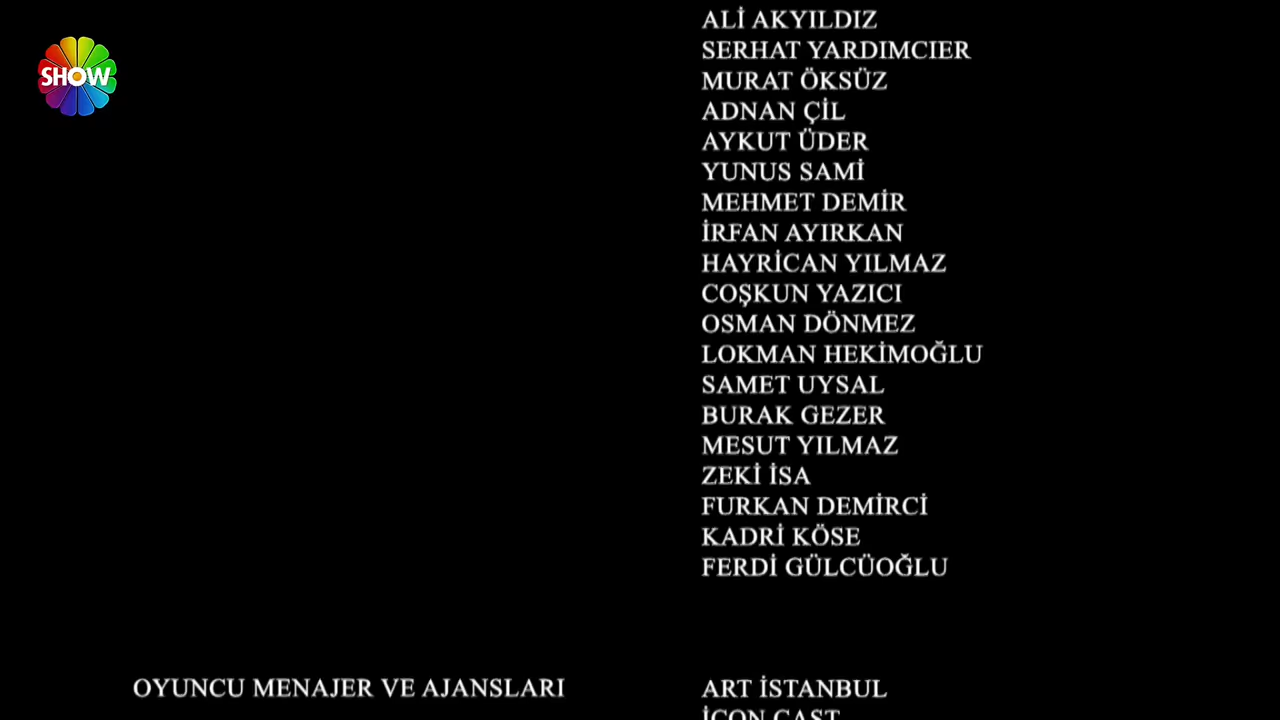 SHOW
ALİ AKYILDIZ
SERHAT YARDIMCIER
MURAT ÖKSÜZ
ADNAN ÇİL
AYKUT ÜDER
YUNUS SAMİ
MEHMET DEMİR
İRFAN AYIRKAN
HAYRİCAN YILMAZ
COŞKUN YAZICI
OSMAN DÖNMEZ
LOKMAN HEKİMOĞLU
SAMET UYSAL
BURAK GEZER
MESUT YILMAZ
ZEKİ İSA
FURKAN DEMİRCİ
KADRİ KÖSE
FERDİ GÜLCÜOĞLU
OYUNCU MENAJER VE AJANSLARI ART İSTANBUL
İCON CAST